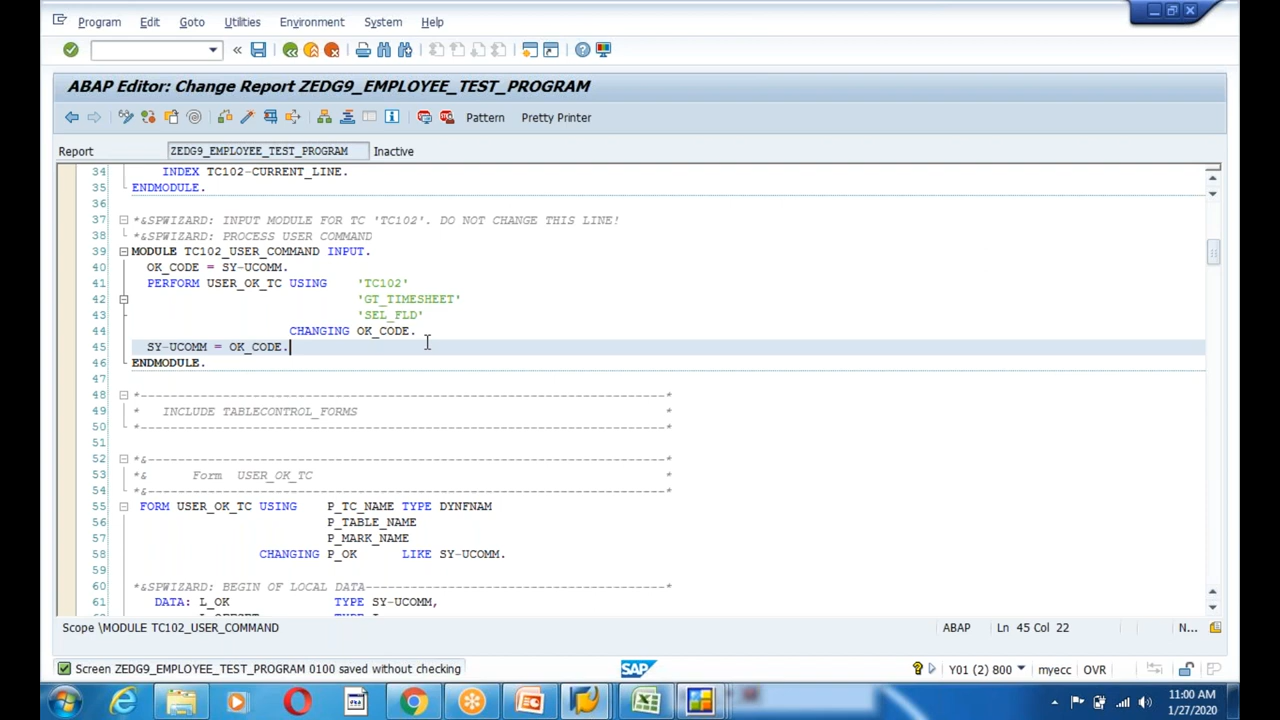 Program Edit Goto Utilities Environment System Help
ABAP Editor: Change Report ZEDG9_EMPLOYEE_TEST_PROGRAM
Pattern Pretty Printer
Report ZEDG9_EMPLOYEE_TEST_PROGRAM Inactive
34 INDEX TC102-CURRENT_LINE.
35 ENDMODULE.
36
37 *&SPWIZARD: INPUT MODULE FOR TC 'TC102'. DO NOT CHANGE THIS LINE!
38 *&SPWIZARD: PROCESS USER COMMAND
39 MODULE TC102_USER_COMMAND INPUT.
40 OK_CODE = SY-UCOMM.
41 PERFORM USER_OK_TC USING 'TC102'
42 'GT_TIMESHEET'
43 'SEL_FLD'
44 CHANGING OK_CODE.
45 SY-UCOMM = OK_CODE.
46 ENDMODULE.
47
48 *----------------------------------------------------------------------*
49 * INCLUDE TABLECONTROL_FORMS *
50 *----------------------------------------------------------------------*
51
52 *&---------------------------------------------------------------------*
53 *& Form USER_OK_TC *
54 *&---------------------------------------------------------------------*
55 FORM USER_OK_TC USING P_TC_NAME TYPE DYNFNAM
56 P_TABLE_NAME
57 P_MARK_NAME
58 CHANGING P_OK LIKE SY-UCOMM.
59
60 *&SPWIZARD: BEGIN OF LOCAL DATA----------------------------------------*
61 DATA: L_OK TYPE SY-UCOMM,
Scope \MODULE TC102_USER_COMMAND ABAP Ln 45 Col 22 N...
Screen ZEDG9_EMPLOYEE_TEST_PROGRAM 0100 saved without checking SAP Y01 (2) 800 myecc OVR
11:00 AM
1/27/2020